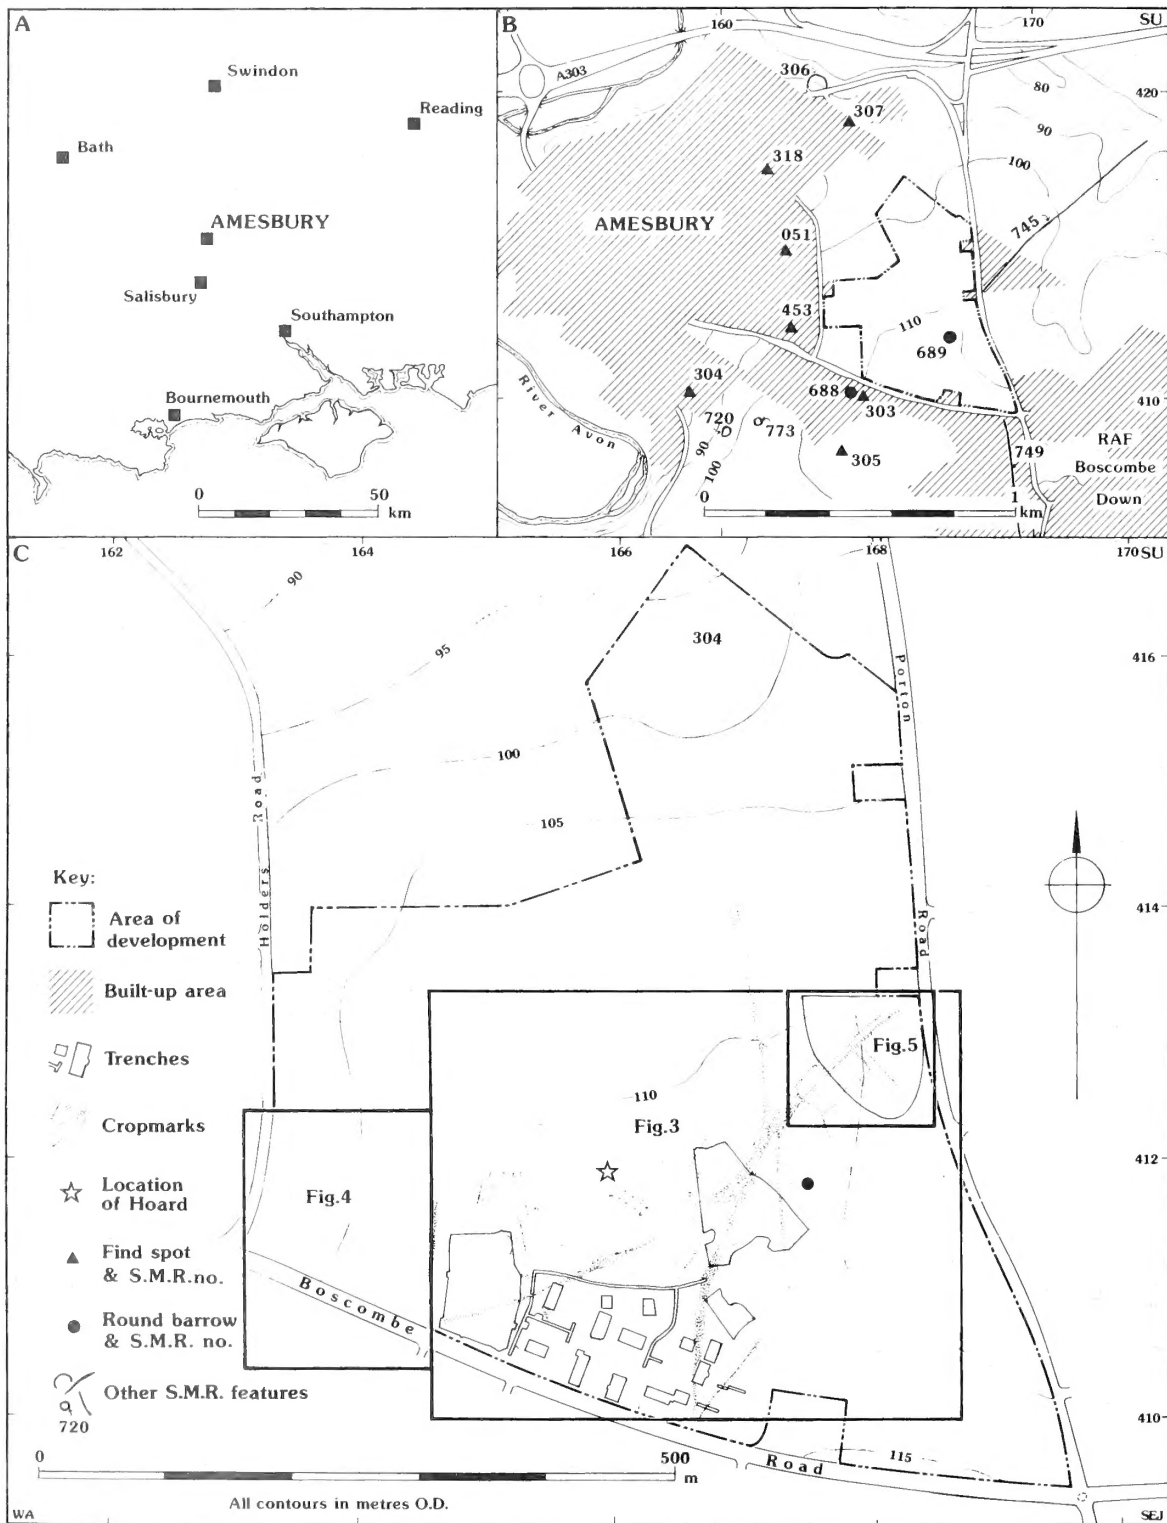 A
Swindon
Reading
Bath
AMESBURY
Salisbury
Southampton
Bournemouth
0 50
km
B
160 170 SU
A303
306
80
420
307
90
318
100
AMESBURY
051
745
453
110
689
304
688
303
410
River Avon
720
773
90
100
305
749
RAF
Boscombe
Down
0 1
km
C
162 164 166 168 170 SU
90
304
416
95
Porton Road
100
Holders Road
105
414
Key:
Area of
development
Built-up area
Trenches
Cropmarks
Location
of Hoard
Find spot
& S.M.R.no.
Round barrow
& S.M.R. no.
Other S.M.R. features
720
Fig.5
110
Fig.3
412
Fig.4
Boscombe Road
410
115
0 500
m
All contours in metres O.D.
WA
SEJ